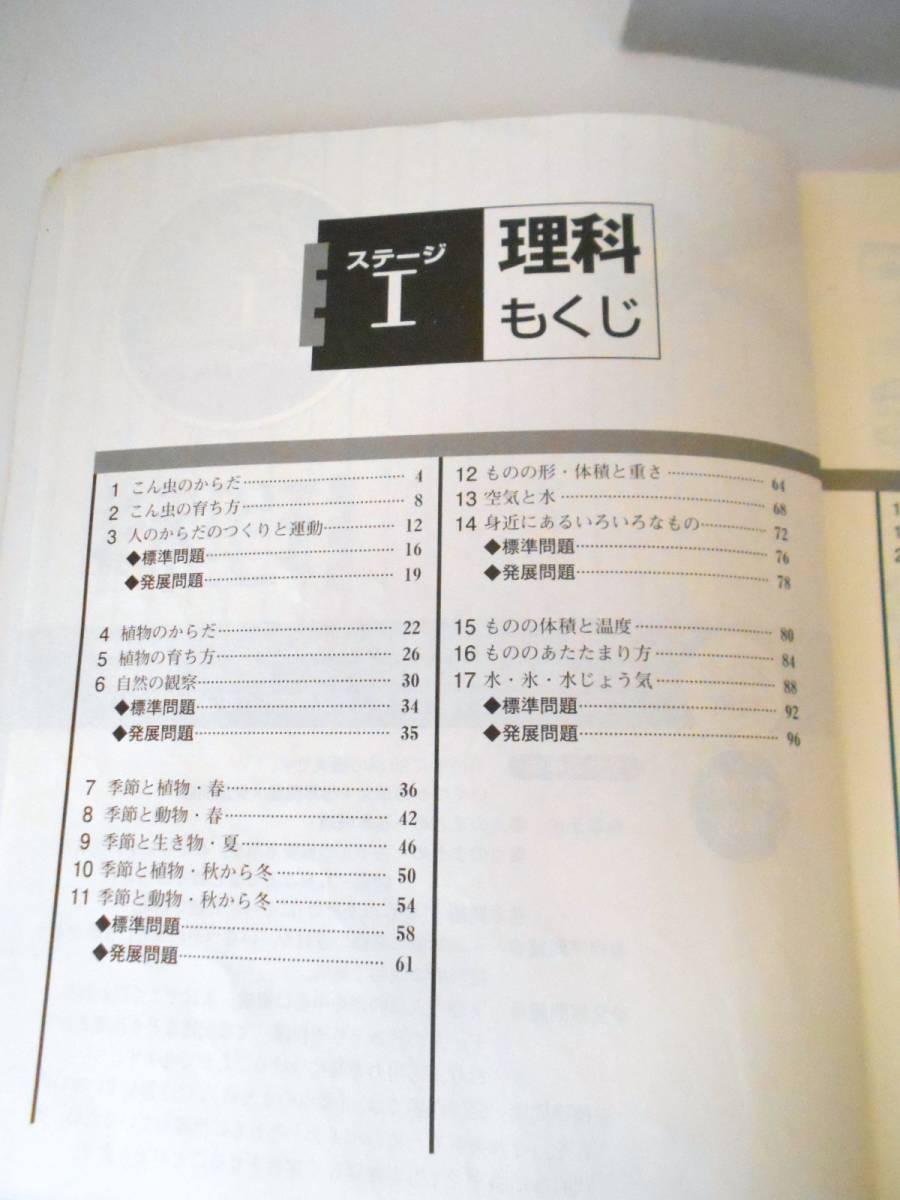 ステージ
I
理科
もくじ
1 こん虫のからだ 4
2 こん虫の育ち方 8
3 人のからだのつくりと運動 12
◆標準問題 16
◆発展問題 19
4 植物のからだ 22
5 植物の育ち方 26
6 自然の観察 30
◆標準問題 34
◆発展問題 35
7 季節と植物・春 36
8 季節と動物・春 42
9 季節と生き物・夏 46
10 季節と植物・秋から冬 50
11 季節と動物・秋から冬 54
◆標準問題 58
◆発展問題 61
12 ものの形・体積と重さ 64
13 空気と水 68
14 身近にあるいろいろなもの 72
◆標準問題 76
◆発展問題 78
15 ものの体積と温度 80
16 もののあたたまり方 84
17 水・氷・水じょう気 88
◆標準問題 92
◆発展問題 96